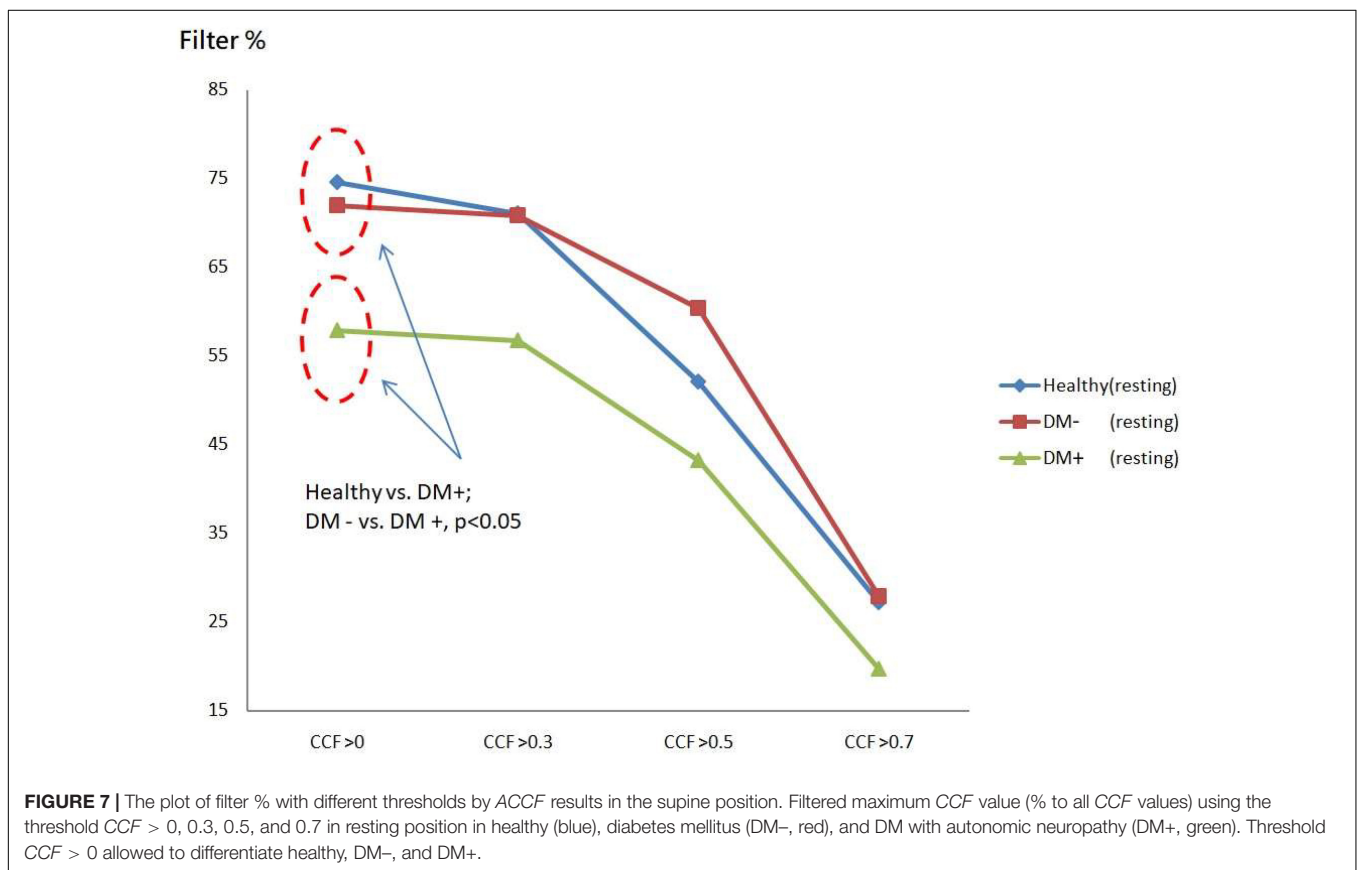 Filter %
85
75
65
55
45
35
25
15
Healthy vs. DM+;
DM - vs. DM +, p<0.05
CCF>0 CCF>0.3 CCF>0.5 CCF>0.7
Healthy(resting)
DM- (resting)
DM+ (resting)
FIGURE 7 | The plot of filter % with different thresholds by ACCF results in the supine position. Filtered maximum CCF value (% to all CCF values) using the
threshold CCF > 0, 0.3, 0.5, and 0.7 in resting position in healthy (blue), diabetes mellitus (DM–, red), and DM with autonomic neuropathy (DM+, green). Threshold
CCF > 0 allowed to differentiate healthy, DM–, and DM+.